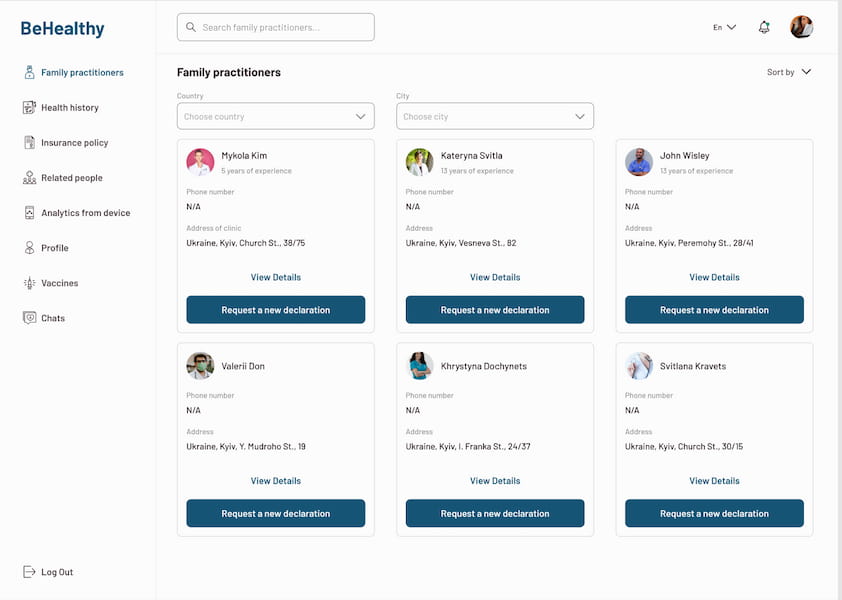 BeHealthy
Search family practitioners...
En
Family practitioners
Health history
Insurance policy
Related people
Analytics from device
Profile
Vaccines
Chats
Log Out
Family practitioners
Sort by
Country
Choose country
City
Choose city
Mykola Kim
5 years of experience
Phone number
N/A
Address of clinic
Ukraine, Kyiv, Church St., 38/75
View Details
Request a new declaration
Kateryna Svitla
13 years of experience
Phone number
N/A
Address
Ukraine, Kyiv, Vesneva St., 82
View Details
Request a new declaration
John Wisley
13 years of experience
Phone number
N/A
Address
Ukraine, Kyiv, Peremohy St., 28/41
View Details
Request a new declaration
Valerii Don
Phone number
N/A
Address
Ukraine, Kyiv, Y. Mudroho St., 19
View Details
Request a new declaration
Khrystyna Dochynets
Phone number
N/A
Address
Ukraine, Kyiv, I. Franka St., 24/37
View Details
Request a new declaration
Svitlana Kravets
Phone number
N/A
Address
Ukraine, Kyiv, Church St., 30/15
View Details
Request a new declaration